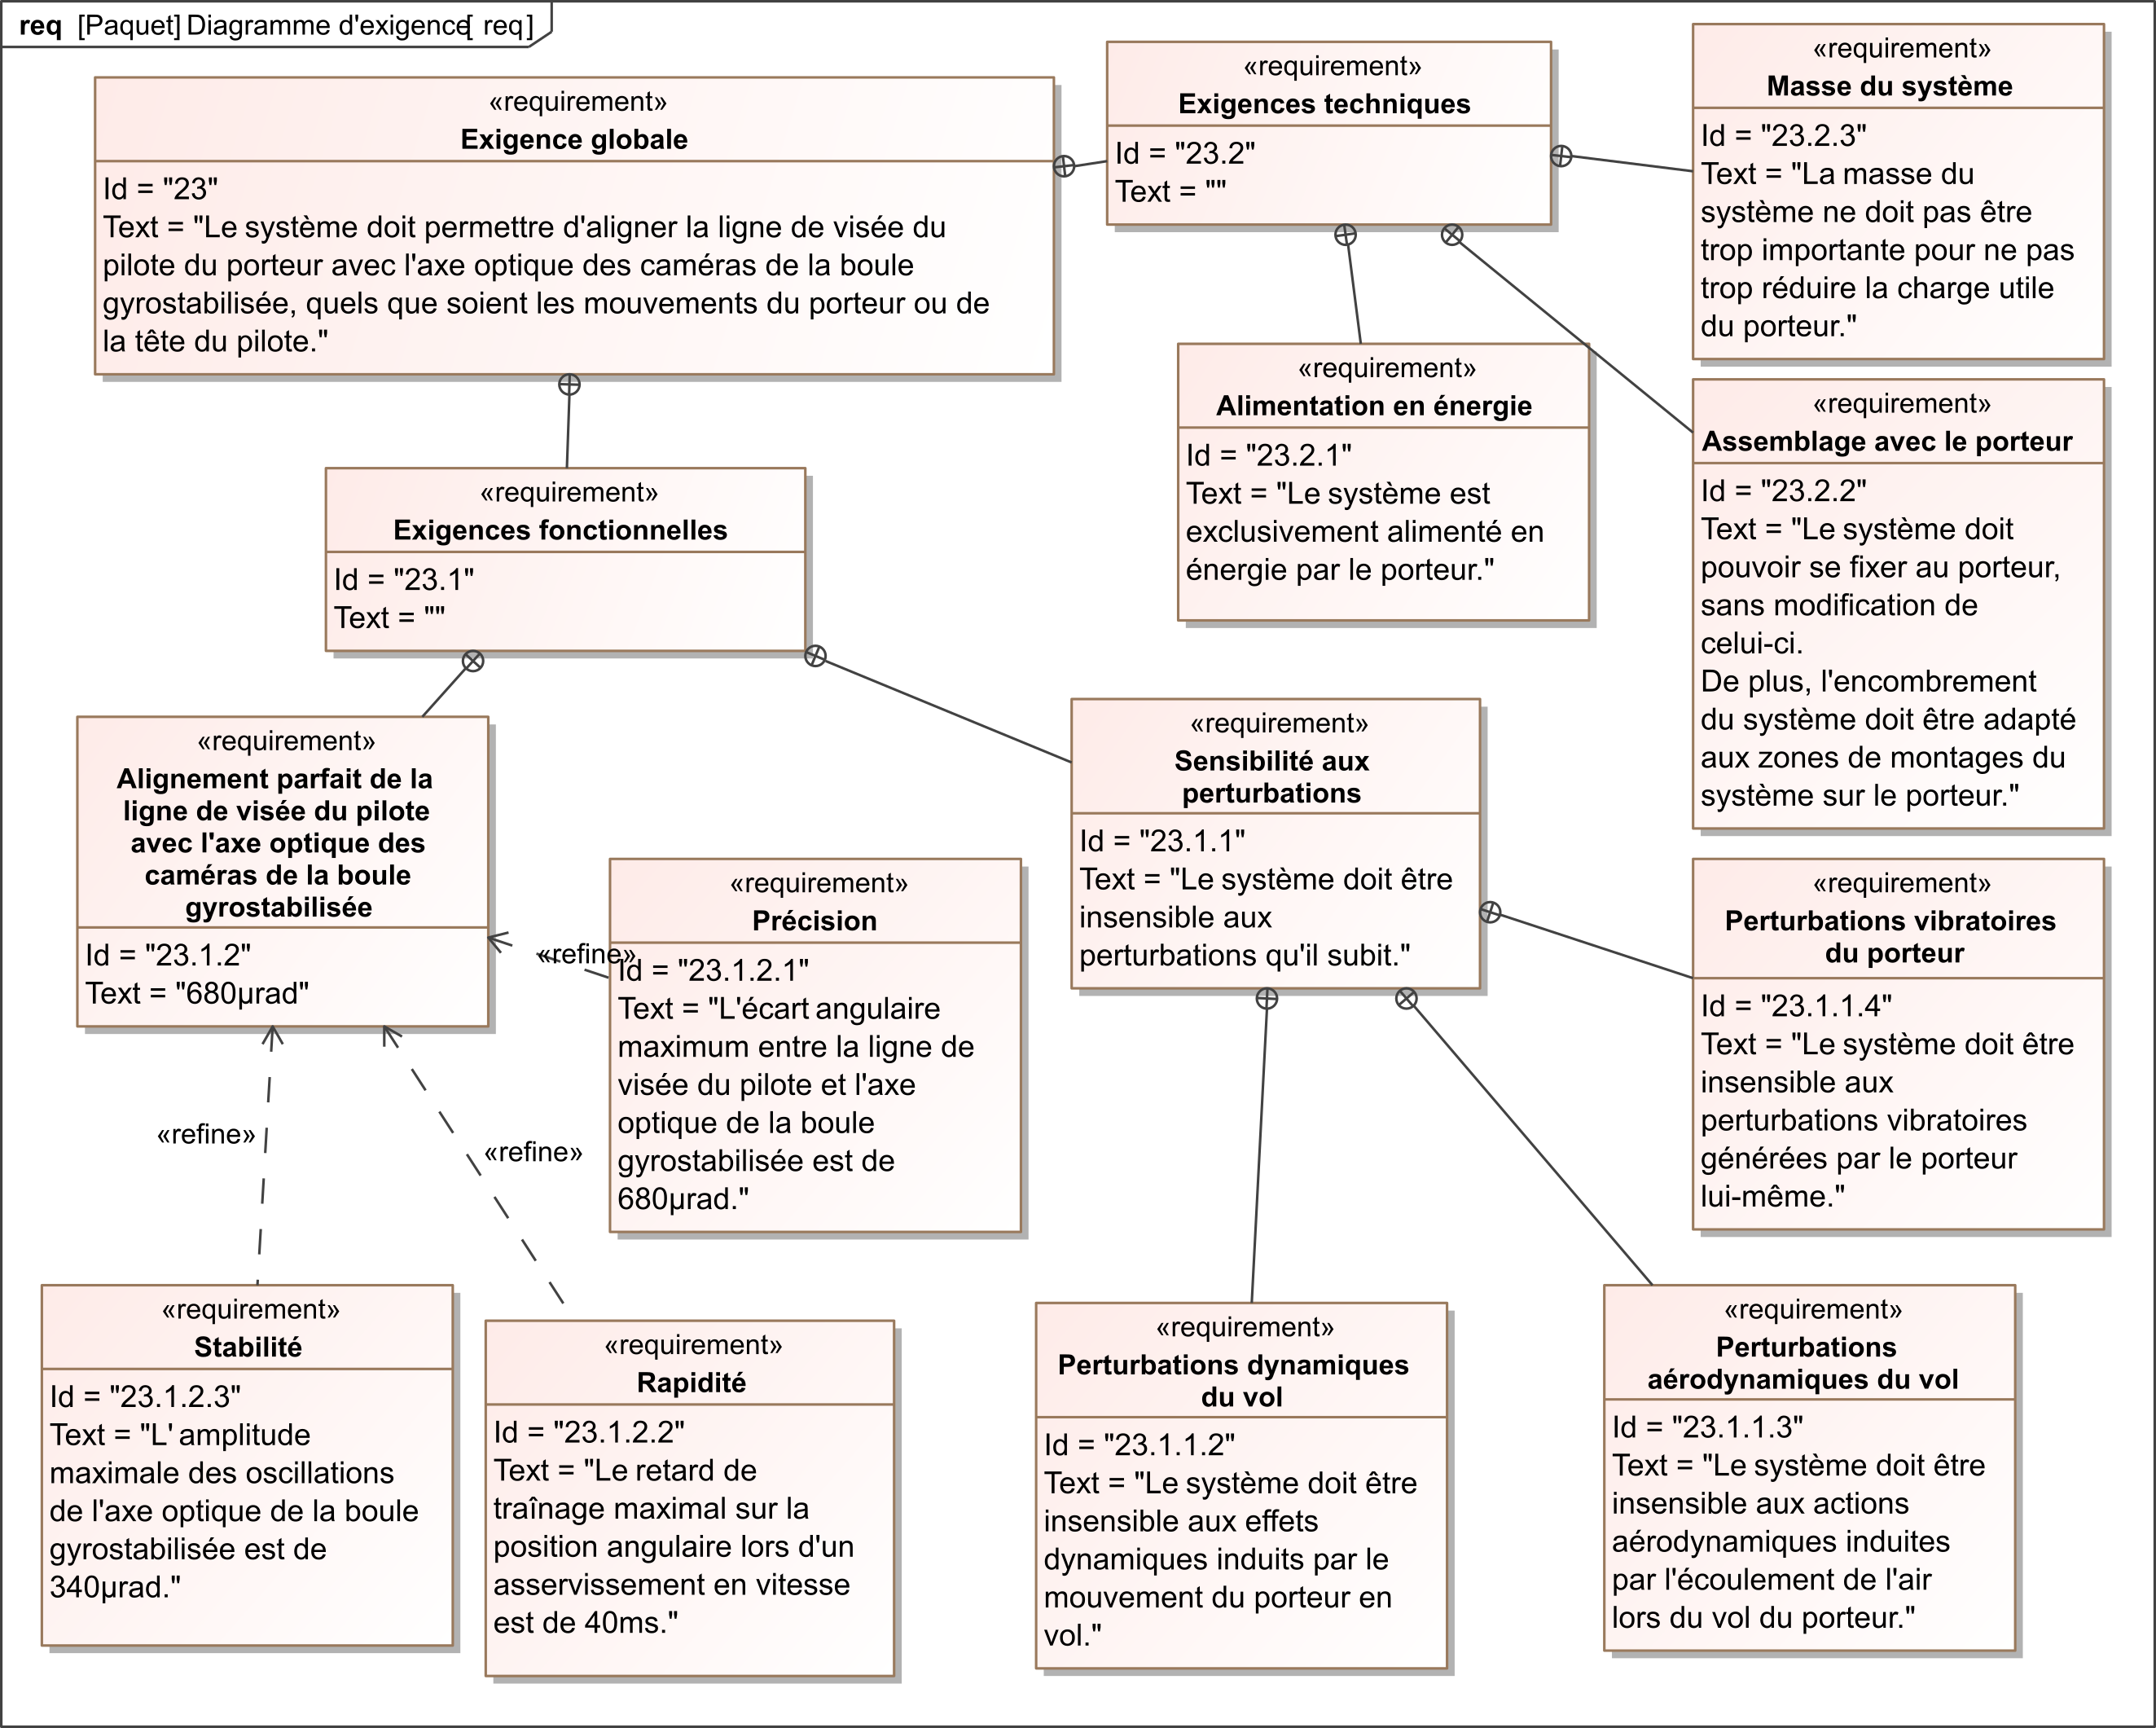 req [Paquet] Diagramme d'exigence[ req]
«requirement»
Exigence globale
Id = "23"
Text = "Le système doit permettre d'aligner la ligne de visée du
pilote du porteur avec l'axe optique des caméras de la boule
gyrostabilisée, quels que soient les mouvements du porteur ou de
la tête du pilote."
«requirement»
Exigences techniques
Id = "23.2"
Text = ""
«requirement»
Masse du système
Id = "23.2.3"
Text = "La masse du
système ne doit pas être
trop importante pour ne pas
trop réduire la charge utile
du porteur."
«requirement»
Alimentation en énergie
Id = "23.2.1"
Text = "Le système est
exclusivement alimenté en
énergie par le porteur."
«requirement»
Assemblage avec le porteur
Id = "23.2.2"
Text = "Le système doit
pouvoir se fixer au porteur,
sans modification de
celui-ci.
De plus, l'encombrement
du système doit être adapté
aux zones de montages du
système sur le porteur."
«requirement»
Exigences fonctionnelles
Id = "23.1"
Text = ""
«requirement»
Alignement parfait de la
ligne de visée du pilote
avec l'axe optique des
caméras de la boule
gyrostabilisée
Id = "23.1.2"
Text = "680µrad"
«refine»
«requirement»
Précision
Id = "23.1.2.1"
Text = "L'écart angulaire
maximum entre la ligne de
visée du pilote et l'axe
optique de la boule
gyrostabilisée est de
680µrad."
«requirement»
Sensibilité aux
perturbations
Id = "23.1.1"
Text = "Le système doit être
insensible aux
perturbations qu'il subit."
«requirement»
Perturbations vibratoires
du porteur
Id = "23.1.1.4"
Text = "Le système doit être
insensible aux
perturbations vibratoires
générées par le porteur
lui-même."
«refine»
«refine»
«requirement»
Stabilité
Id = "23.1.2.3"
Text = "L' amplitude
maximale des oscillations
de l'axe optique de la boule
gyrostabilisée est de
340µrad."
«requirement»
Rapidité
Id = "23.1.2.2"
Text = "Le retard de
traînage maximal sur la
position angulaire lors d'un
asservissement en vitesse
est de 40ms."
«requirement»
Perturbations dynamiques
du vol
Id = "23.1.1.2"
Text = "Le système doit être
insensible aux effets
dynamiques induits par le
mouvement du porteur en
vol."
«requirement»
Perturbations
aérodynamiques du vol
Id = "23.1.1.3"
Text = "Le système doit être
insensible aux actions
aérodynamiques induites
par l'écoulement de l'air
lors du vol du porteur."